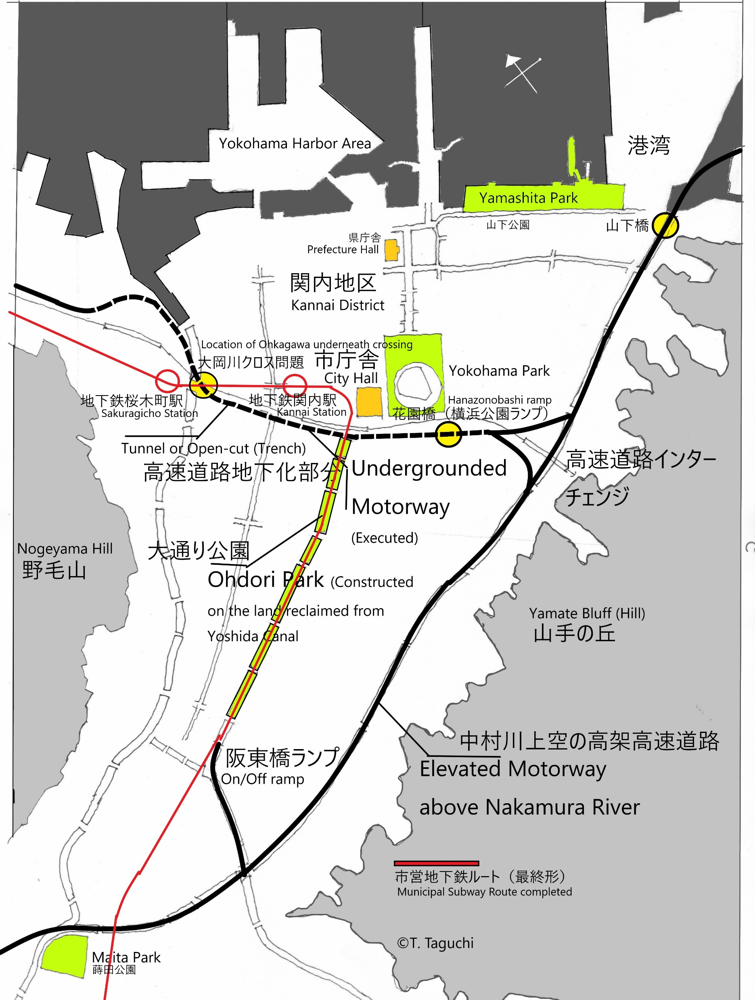 Yokohama Harbor Area
港湾
Yamashita Park
山下公園
山下橋
県庁舎
Prefecture Hall
関内地区
Kannai District
Location of Ohkagawa underneath crossing
大岡川クロス問題
市庁舎
City Hall
Yokohama Park
地下鉄桜木町駅
Sakuragicho Station
地下鉄関内駅
Kannai Station
Hanazonobashi ramp
花園橋（横浜公園ランプ）
Tunnel or Open-cut (Trench)
高速道路地下化部分
Undergrounded
Motorway
(Executed)
高速道路インター
チェンジ
Nogeyama Hill
野毛山
大通り公園
Ohdori Park (Constructed
on the land reclaimed from
Yoshida Canal
Yamate Bluff (Hill)
山手の丘
阪東橋ランプ
On/Off ramp
中村川上空の高架高速道路
Elevated Motorway
above Nakamura River
市営地下鉄ルート（最終形）
Municipal Subway Route completed
©T. Taguchi
Maita Park
蒔田公園